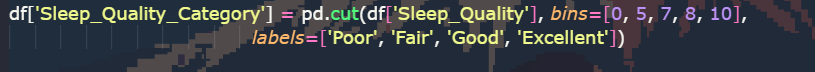 df['Sleep_Quality_Category'] = pd.cut(df['Sleep_Quality'], bins=[0, 5, 7, 8, 10],
labels=['Poor', 'Fair', 'Good', 'Excellent'])